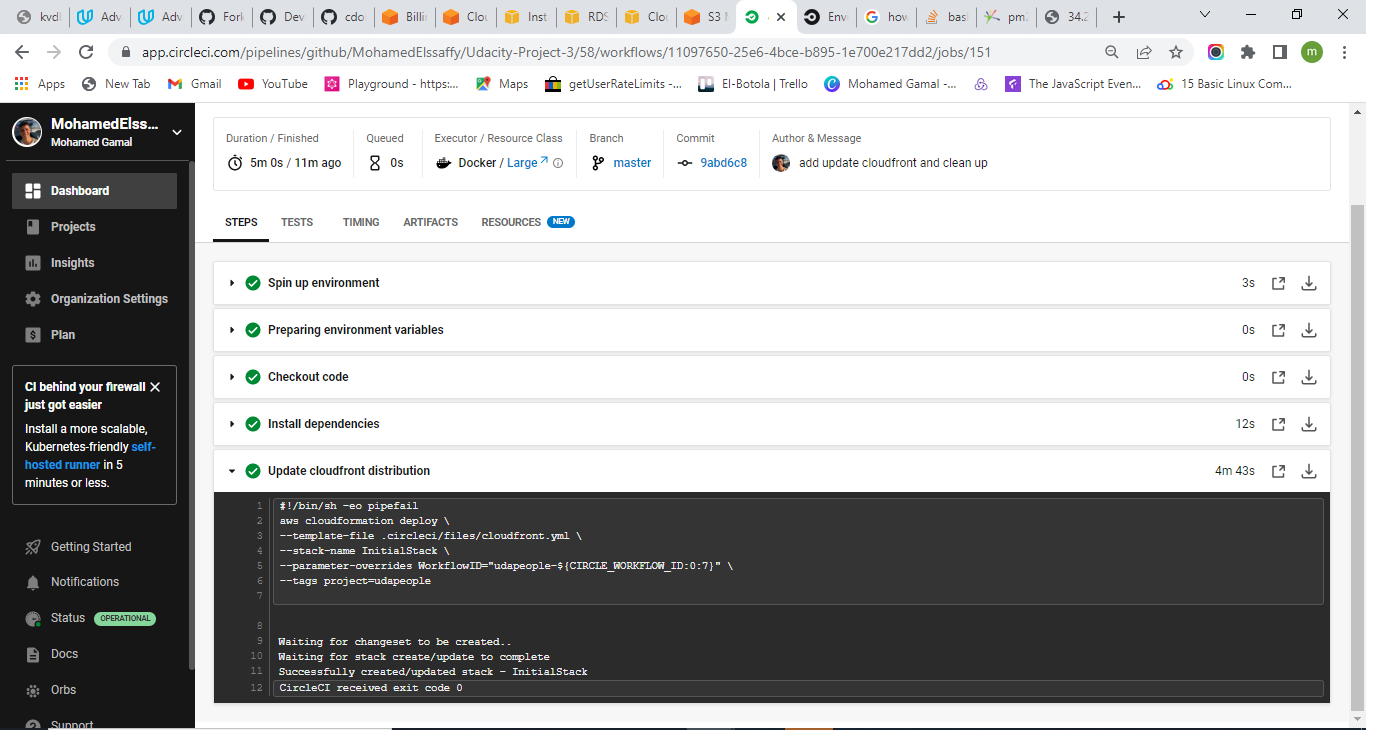 kvdl
Adv
Adv
Fork
Dev
cdo
Billi
Clou
Inst
RDS
Clou
S3 M
Env
how
bas
pm2
34.2
app.circleci.com/pipelines/github/MohamedElssaffy/Udacity-Project-3/58/workflows/11097650-25e6-4bce-b895-1e700e217dd2/jobs/151
m
Apps
New Tab
Gmail
YouTube
Playground - https:...
Maps
getUserRateLimits -...
El-Botola | Trello
Mohamed Gamal -...
The JavaScript Even...
15 Basic Linux Com...
MohamedElss...
Mohamed Gamal
Dashboard
Projects
Insights
Organization Settings
Plan
CI behind your firewall
just got easier
Install a more scalable,
Kubernetes-friendly self-
hosted runner in 5
minutes or less.
Getting Started
Notifications
Status OPERATIONAL
Docs
Orbs
Support
Duration / Finished
5m 0s / 11m ago
Queued
0s
Executor / Resource Class
Docker / Large
Branch
master
Commit
9abd6c8
Author & Message
add update cloudfront and clean up
STEPS TESTS TIMING ARTIFACTS RESOURCES NEW
Spin up environment 3s
Preparing environment variables 0s
Checkout code 0s
Install dependencies 12s
Update cloudfront distribution 4m 43s
1 #!/bin/sh -eo pipefail
2 aws cloudformation deploy \
3 --template-file .circleci/files/cloudfront.yml \
4 --stack-name InitialStack \
5 --parameter-overrides WorkflowID="udapeople-${CIRCLE_WORKFLOW_ID:0:7}" \
6 --tags project=udapeople
7
8
9 Waiting for changeset to be created..
10 Waiting for stack create/update to complete
11 Successfully created/updated stack - InitialStack
12 CircleCI received exit code 0